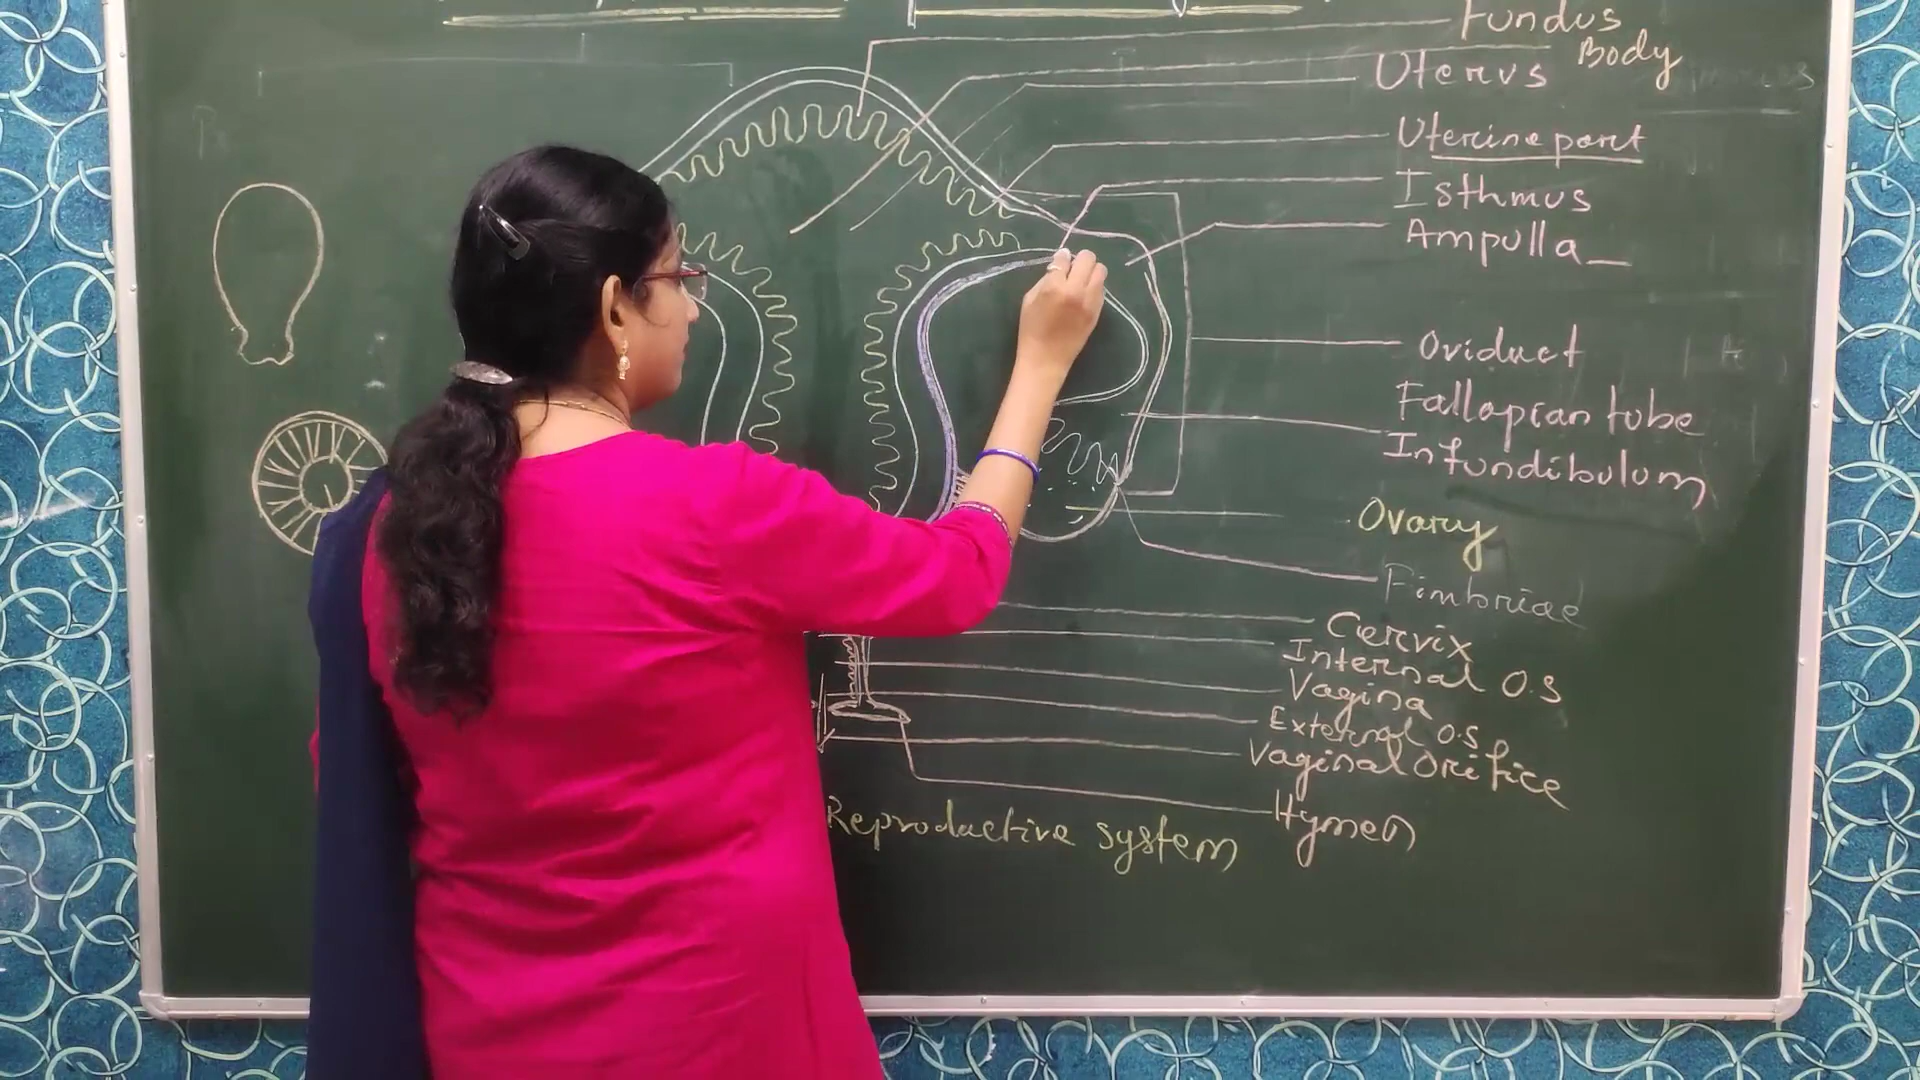 Fundus
Body
Uterus
Uterine part
Isthmus
Ampulla
Oviduct
Fallopian tube
Infundibulum
Ovary
Fimbriae
Cervix
Internal O.S
Vagina
External O.S
Vaginal Orifice
Hymen
Reproductive system